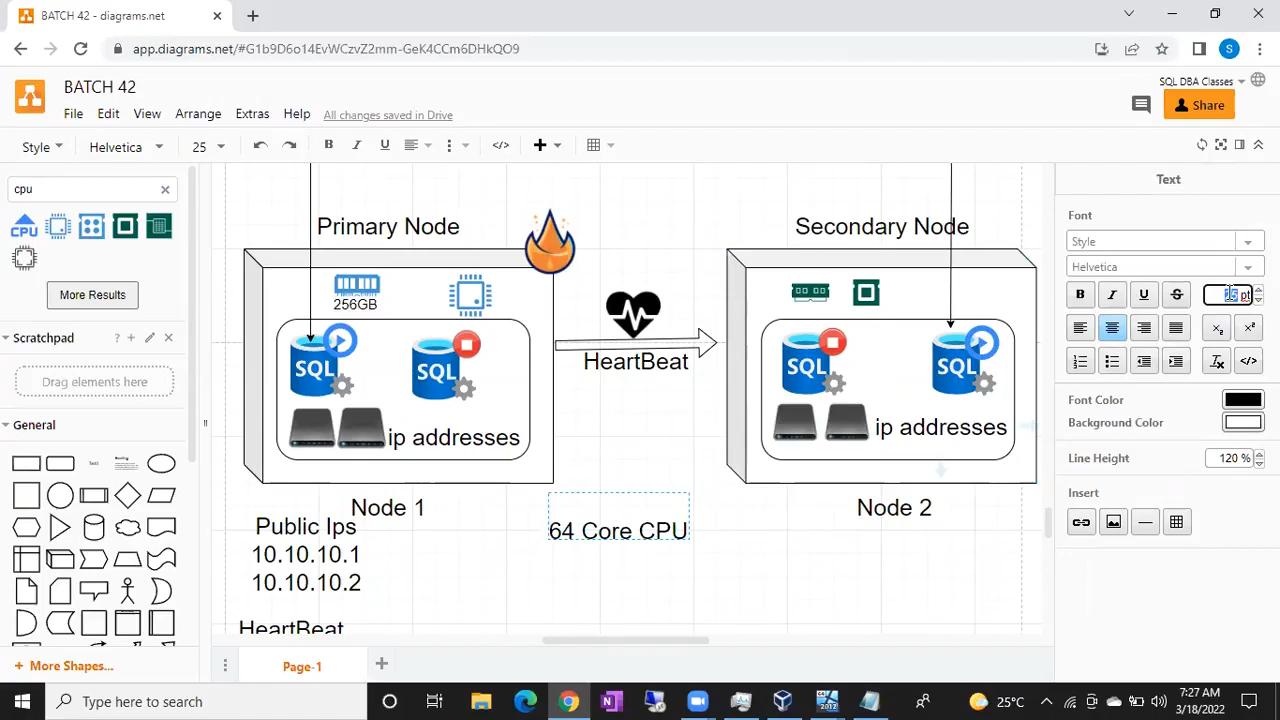 BATCH 42 - diagrams.net
app.diagrams.net/#G1b9D6o14EvWCzvZ2mm-GeK4CCm6DHkQO9
S
BATCH 42
SQL DBA Classes
File Edit View Arrange Extras Help All changes saved in Drive
Share
Style Helvetica 25 B I U
cpu
CPU
More Results
Scratchpad
Drag elements here
General
Text
More Shapes...
Primary Node
Secondary Node
256GB
SQL
SQL
ip addresses
HeartBeat
SQL
SQL
ip addresses
Node 1
Node 2
Public Ips
10.10.10.1
10.10.10.2
HeartBeat
64 Core CPU
Page-1
Text
Font
Style
Helvetica
B I U S
pt
Font Color
Background Color
Line Height 120 %
Insert
Type here to search
25°C
7:27 AM
3/18/2022